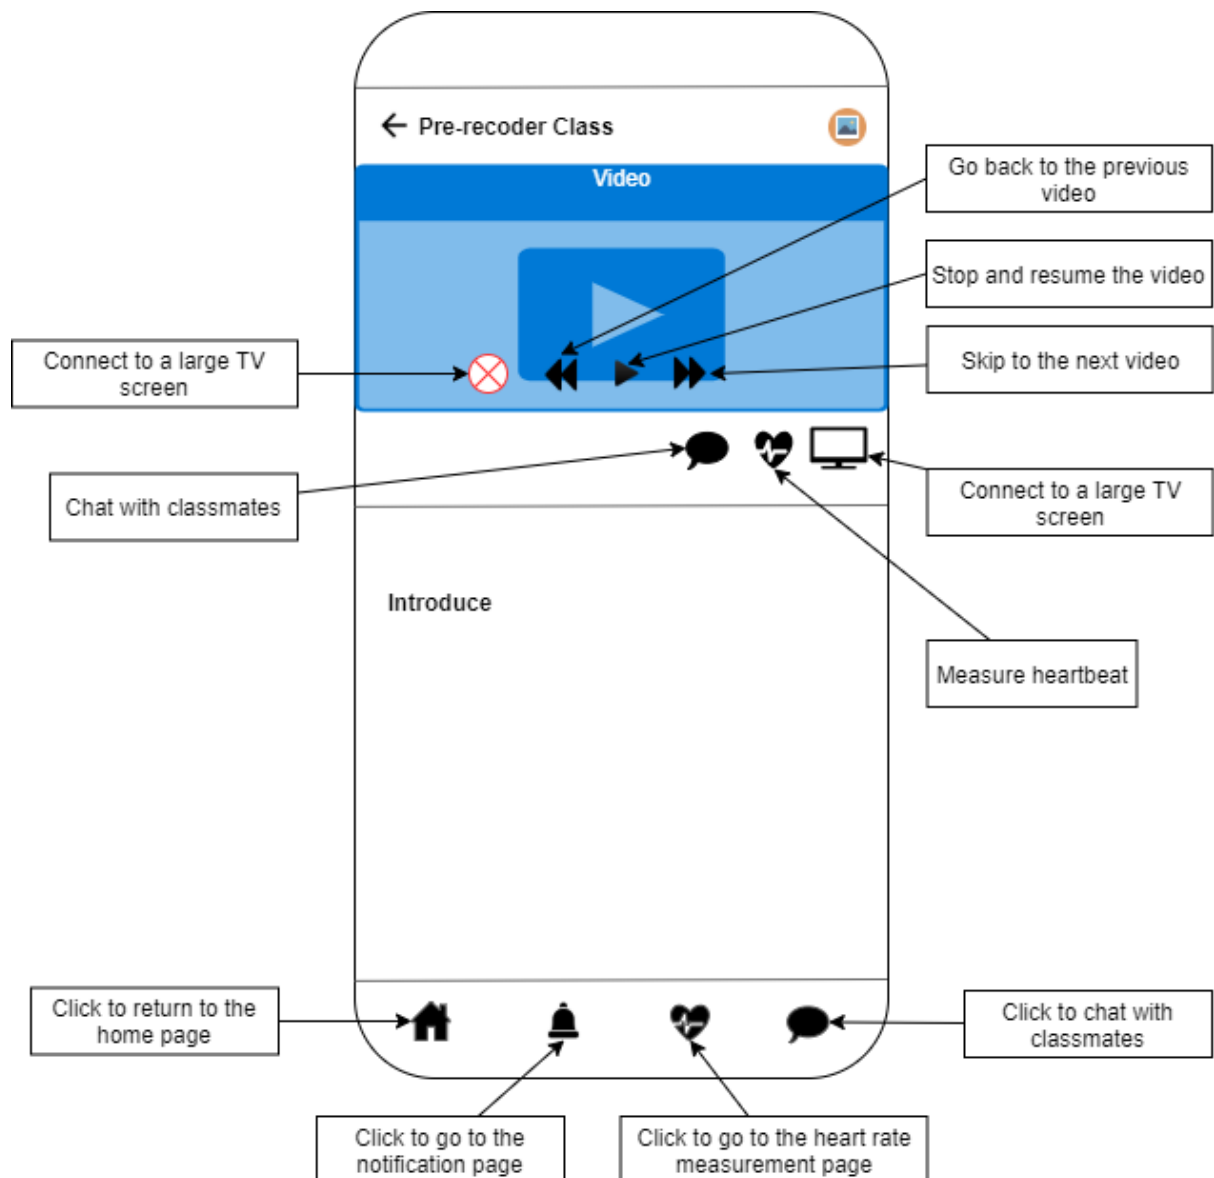 Pre-recoder Class
Video
Go back to the previous
video
Stop and resume the video
Connect to a large TV
screen
Skip to the next video
Chat with classmates
Connect to a large TV
screen
Introduce
Measure heartbeat
Click to return to the
home page
Click to chat with
classmates
Click to go to the
notification page
Click to go to the heart rate
measurement page